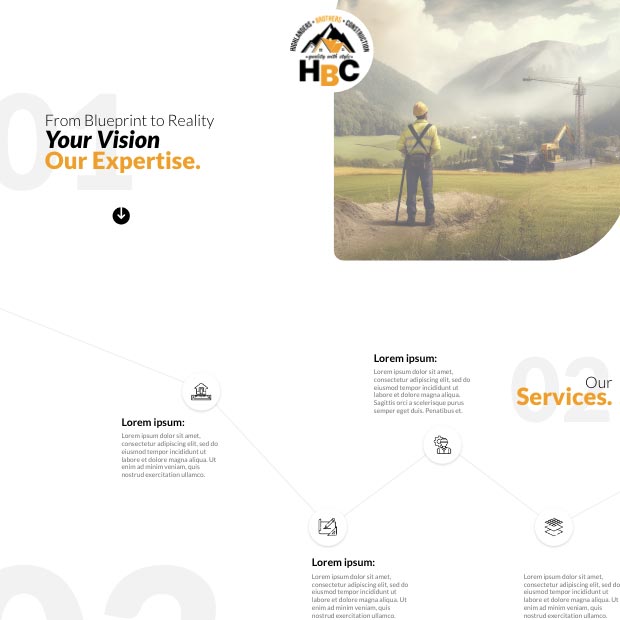 HIGHLANDERS • BROTHERS • CONSTRUCTION
quality with style
HBC
01
From Blueprint to Reality
Your Vision
Our Expertise.
02
Our
Services.
Lorem ipsum:
Lorem ipsum dolor sit amet,
consectetur adipiscing elit, sed do
eiusmod tempor incididunt ut
labore et dolore magna aliqua.
Sagittis orci a scelerisque purus
semper eget duis. Penatibus et.
Lorem ipsum:
Lorem ipsum dolor sit amet,
consectetur adipiscing elit, sed do
eiusmod tempor incididunt ut
labore et dolore magna aliqua. Ut
enim ad minim veniam, quis
nostrud exercitation ullamco.
Lorem ipsum:
Lorem ipsum dolor sit amet,
consectetur adipiscing elit, sed do
eiusmod tempor incididunt ut
labore et dolore magna aliqua. Ut
enim ad minim veniam, quis
nostrud exercitation ullamco.
Lorem ipsum dolor sit amet,
consectetur adipiscing elit, sed do
eiusmod tempor incididunt ut
labore et dolore magna aliqua. Ut
enim ad minim veniam, quis
nostrud exercitation ullamco.